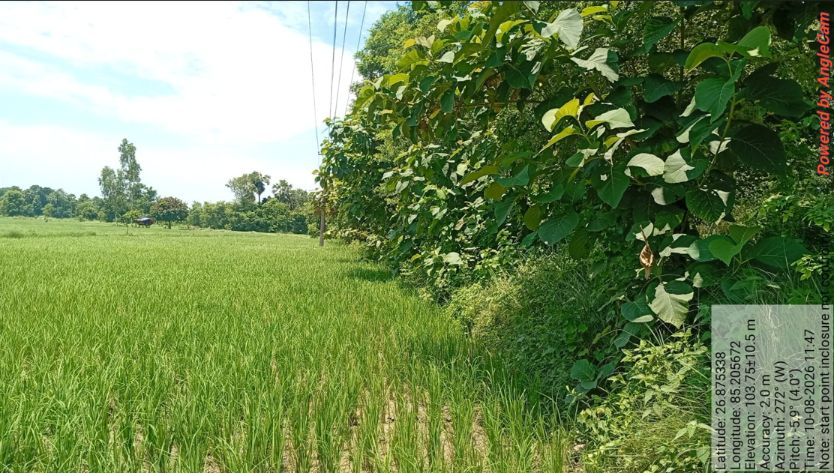 Powered by AngleCam
Latitude: 26.875338
Longitude: 85.205672
Elevation: 103.75±10.5 m
Accuracy: 2.0 m
Azimuth: 272° (W)
Pitch: -5.9° (4.0°)
Time: 10-08-2026 11:47
Note: start point inclosure